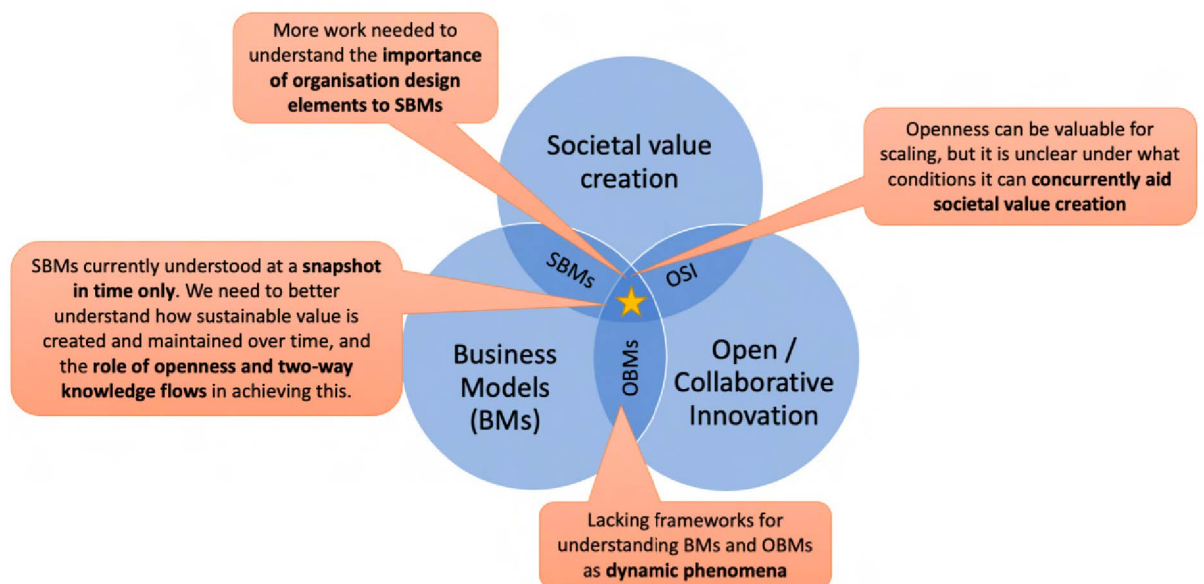 More work needed to
understand the importance
of organisation design
elements to SBMs
Societal value
creation
Openness can be valuable for
scaling, but it is unclear under what
conditions it can concurrently aid
societal value creation
SBMs currently understood at a snapshot
in time only. We need to better
understand how sustainable value is
created and maintained over time, and
the role of openness and two-way
knowledge flows in achieving this.
SBMs
OSI
OBMs
Business
Models
(BMs)
Open /
Collaborative
Innovation
Lacking frameworks for
understanding BMs and OBMs
as dynamic phenomena